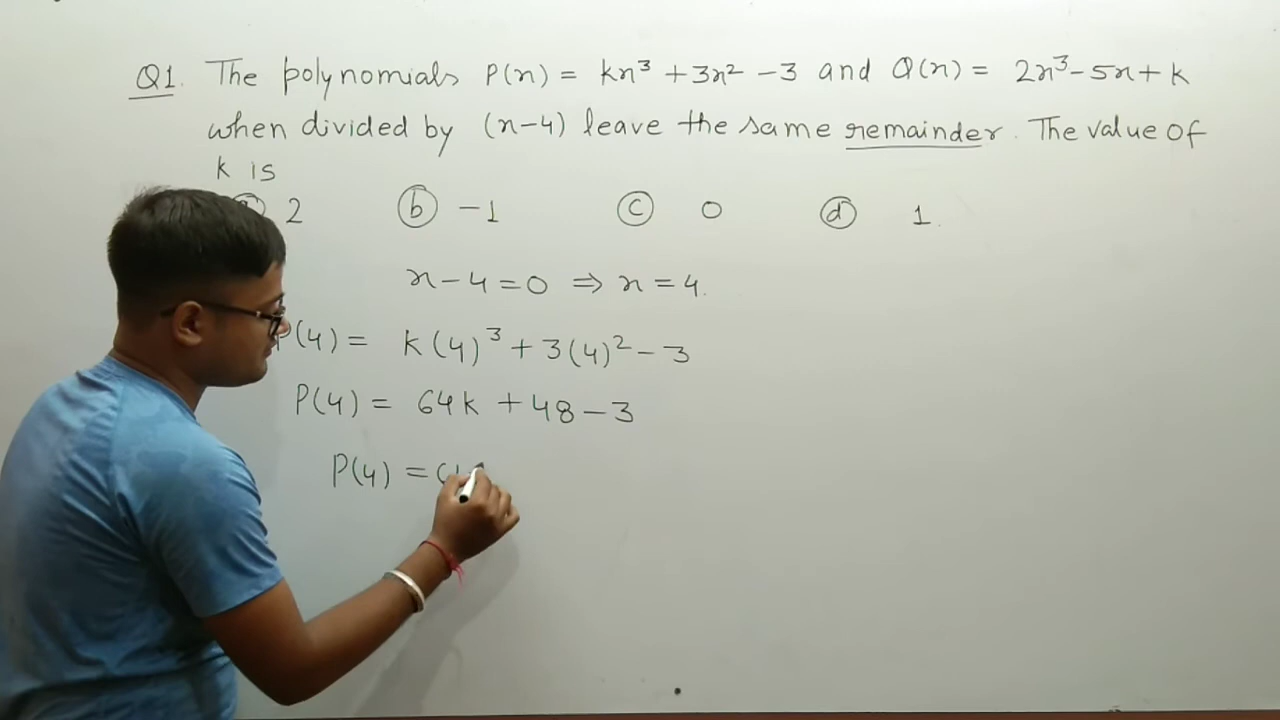 Q1. The polynomials P(x) = kx³ + 3x² - 3 and Q(x) = 2x³ - 5x + k
when divided by (x-4) leave the same remainder. The value of
k is
2 (b) -1 (c) 0 (d) 1.
x - 4 = 0 ⇒ x = 4.
P(4) = k(4)³ + 3(4)² - 3
P(4) = 64k + 48 - 3
P(4) =